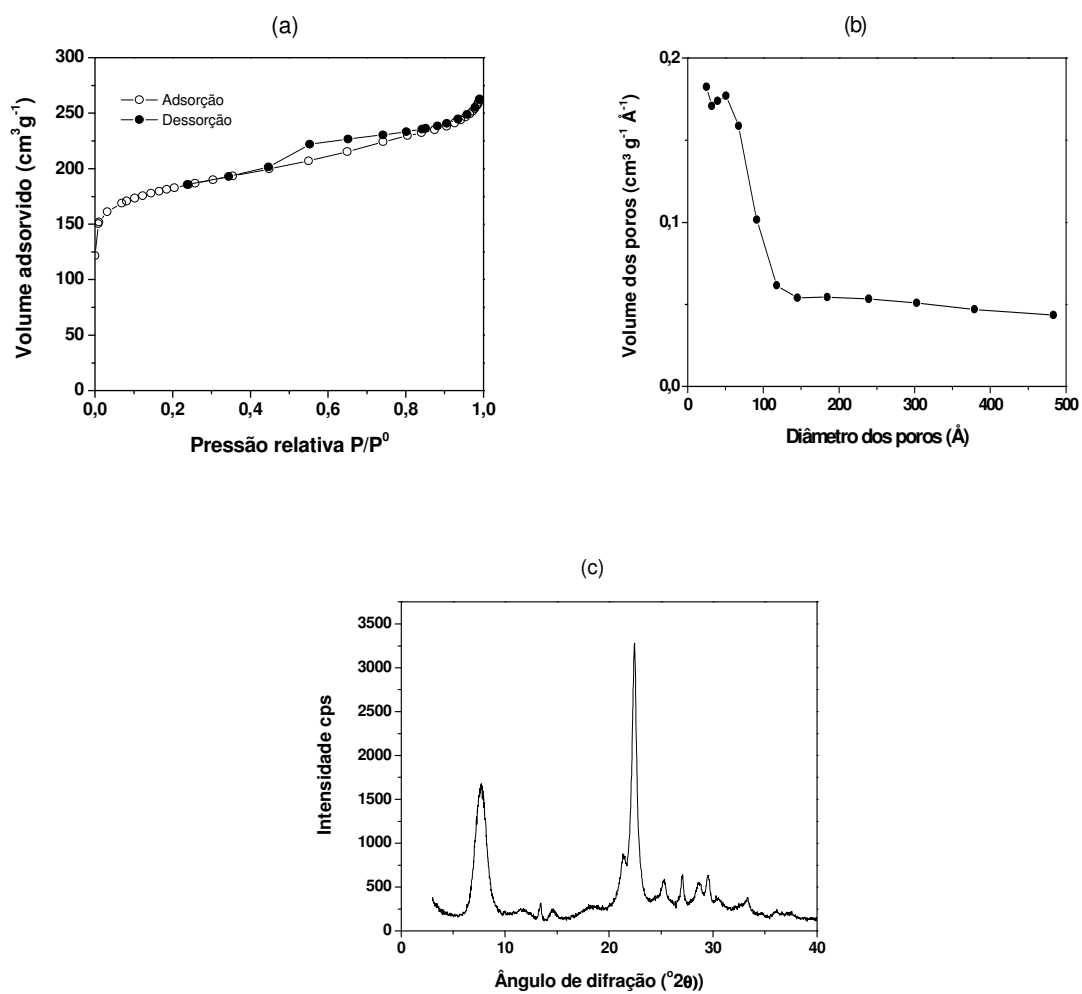 (a)
300
250
200
150
100
50
0
Volume adsorvido (cm³g⁻¹)
Adsorção
Dessorção
0,0 0,2 0,4 0,6 0,8 1,0
Pressão relativa P/P⁰
(b)
0,2
0,1
0,0
Volume dos poros (cm³ g⁻¹ Å⁻¹)
0 100 200 300 400 500
Diâmetro dos poros (Å)
(c)
3500
3000
2500
2000
1500
1000
500
0
Intensidade cps
0 10 20 30 40
Ângulo de difração (°2θ))